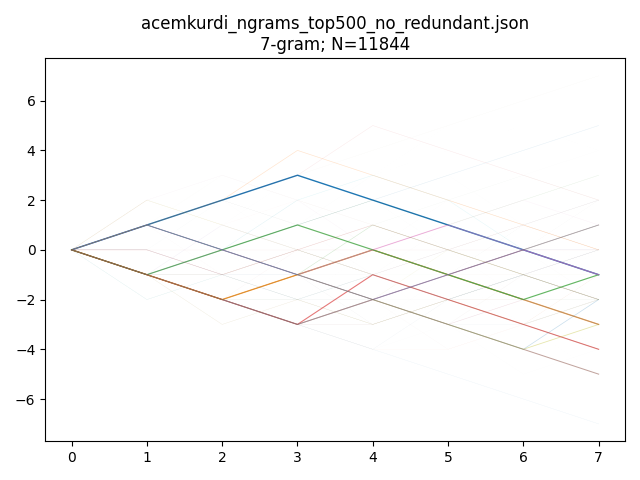 acemkurdi_ngrams_top500_no_redundant.json
7-gram; N=11844
6
4
2
0
−2
−4
−6
0 1 2 3 4 5 6 7